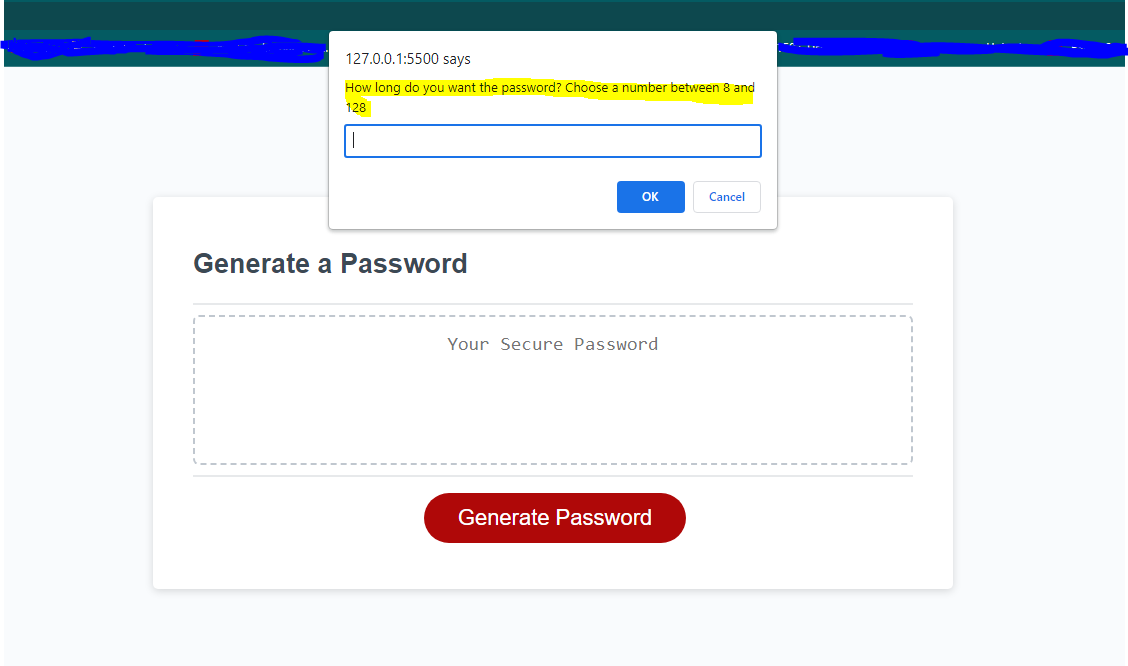 127.0.0.1:5500 says
How long do you want the password? Choose a number between 8 and
128
OK
Cancel
Generate a Password
Your Secure Password
Generate Password